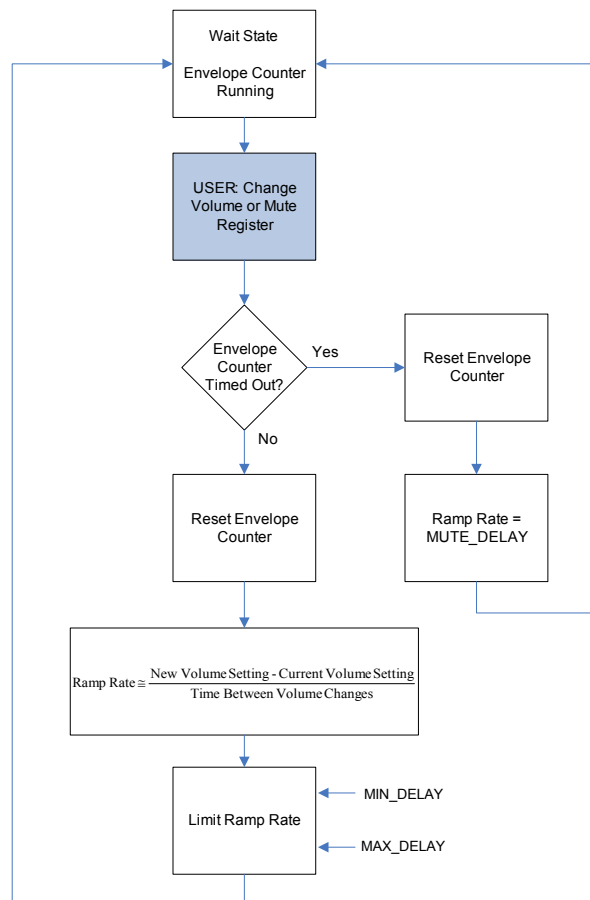 Wait State
Envelope Counter
Running
USER: Change
Volume or Mute
Register
Envelope
Counter
Timed Out?
Yes
No
Reset Envelope
Counter
Ramp Rate =
MUTE_DELAY
Reset Envelope
Counter
Ramp Rate ≅ New Volume Setting - Current Volume Setting
Time Between Volume Changes
Limit Ramp Rate
MIN_DELAY
MAX_DELAY